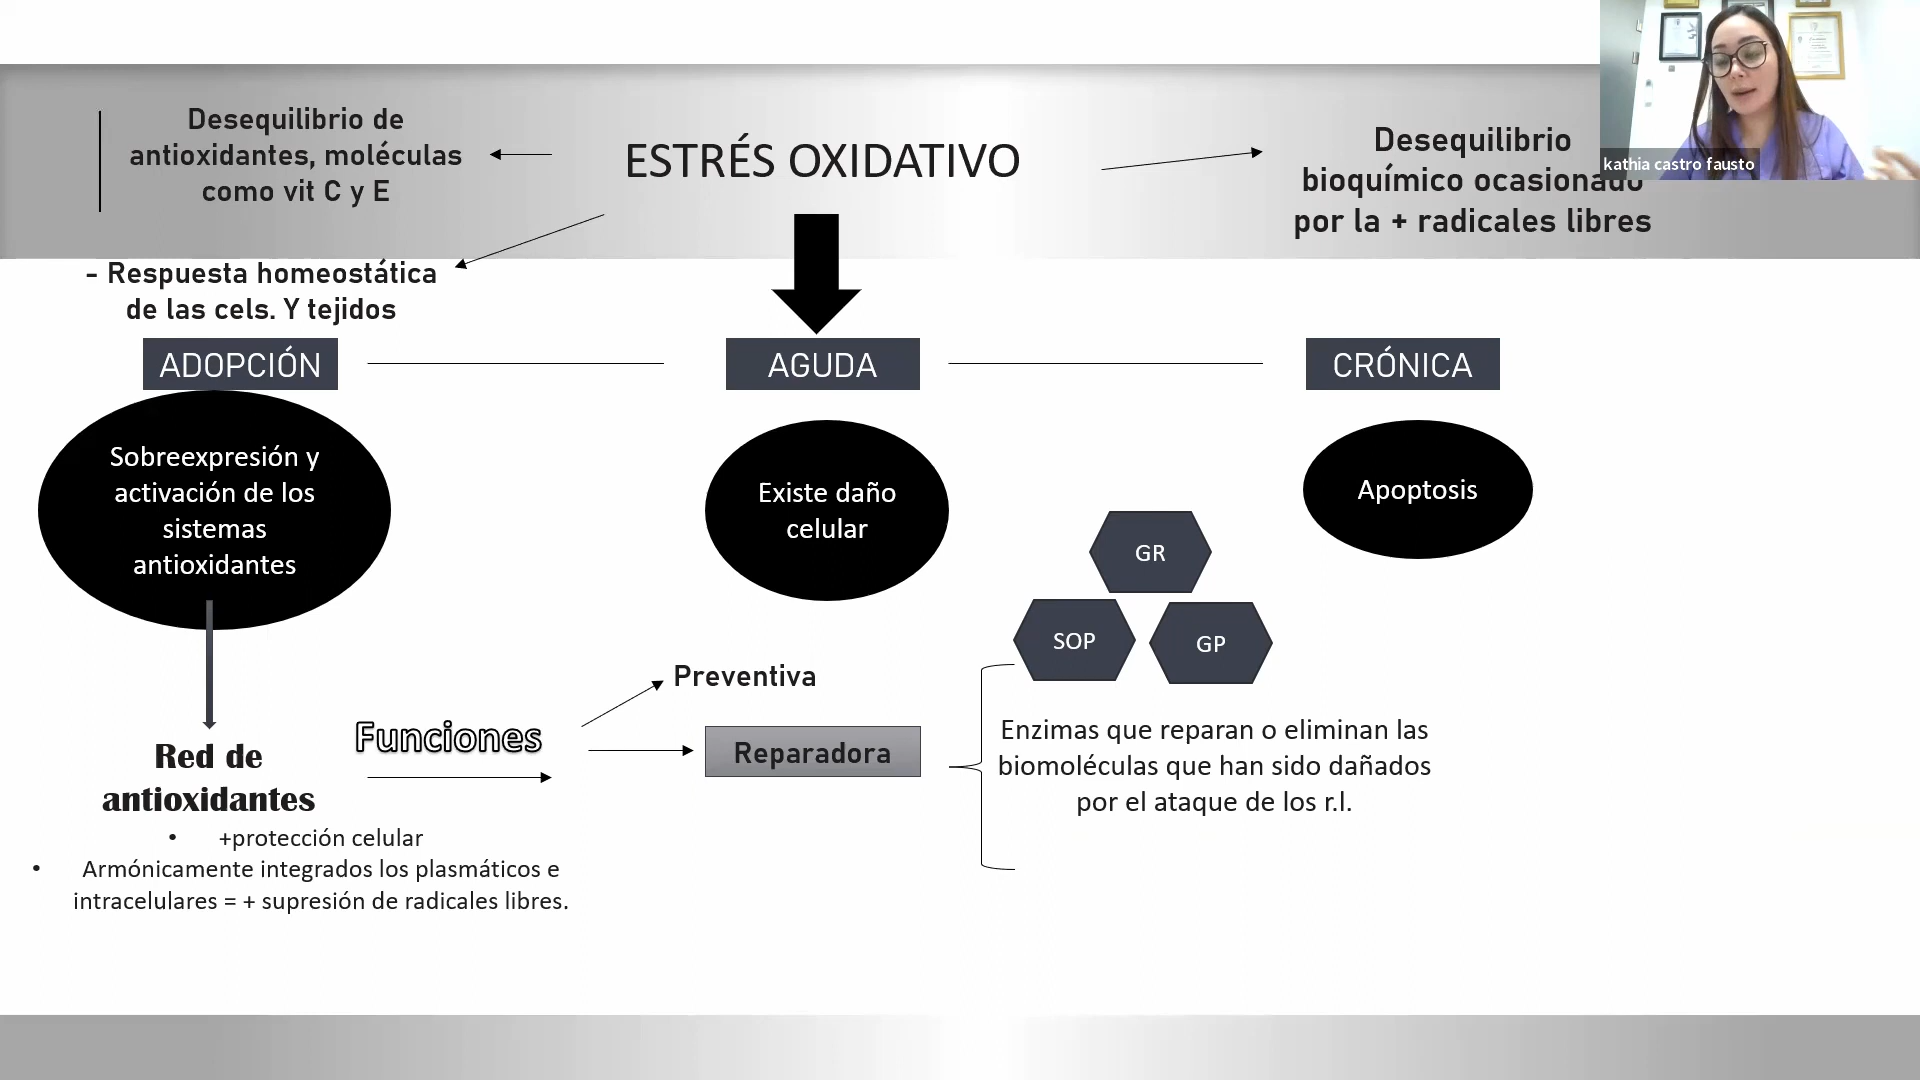 Desequilibrio de
antioxidantes, moléculas
como vit C y E
ESTRÉS OXIDATIVO
Desequilibrio
bioquímico ocasionado
por la + radicales libres
kathia castro fausto
- Respuesta homeostática
de las cels. Y tejidos
ADOPCIÓN
AGUDA
CRÓNICA
Sobreexpresión y
activación de los
sistemas
antioxidantes
Existe daño
celular
Apoptosis
GR
SOP
GP
Preventiva
Funciones
Reparadora
Enzimas que reparan o eliminan las
biomoléculas que han sido dañados
por el ataque de los r.l.
Red de
antioxidantes
• +protección celular
• Armónicamente integrados los plasmáticos e
intracelulares = + supresión de radicales libres.